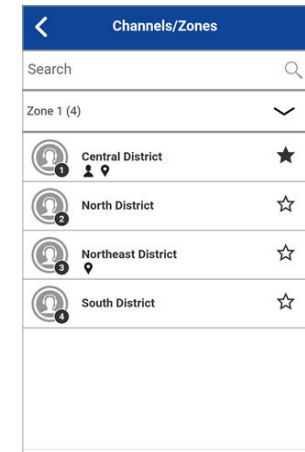 Channels/Zones
Search
Zone 1 (4)
1
Central District
2
North District
3
Northeast District
4
South District